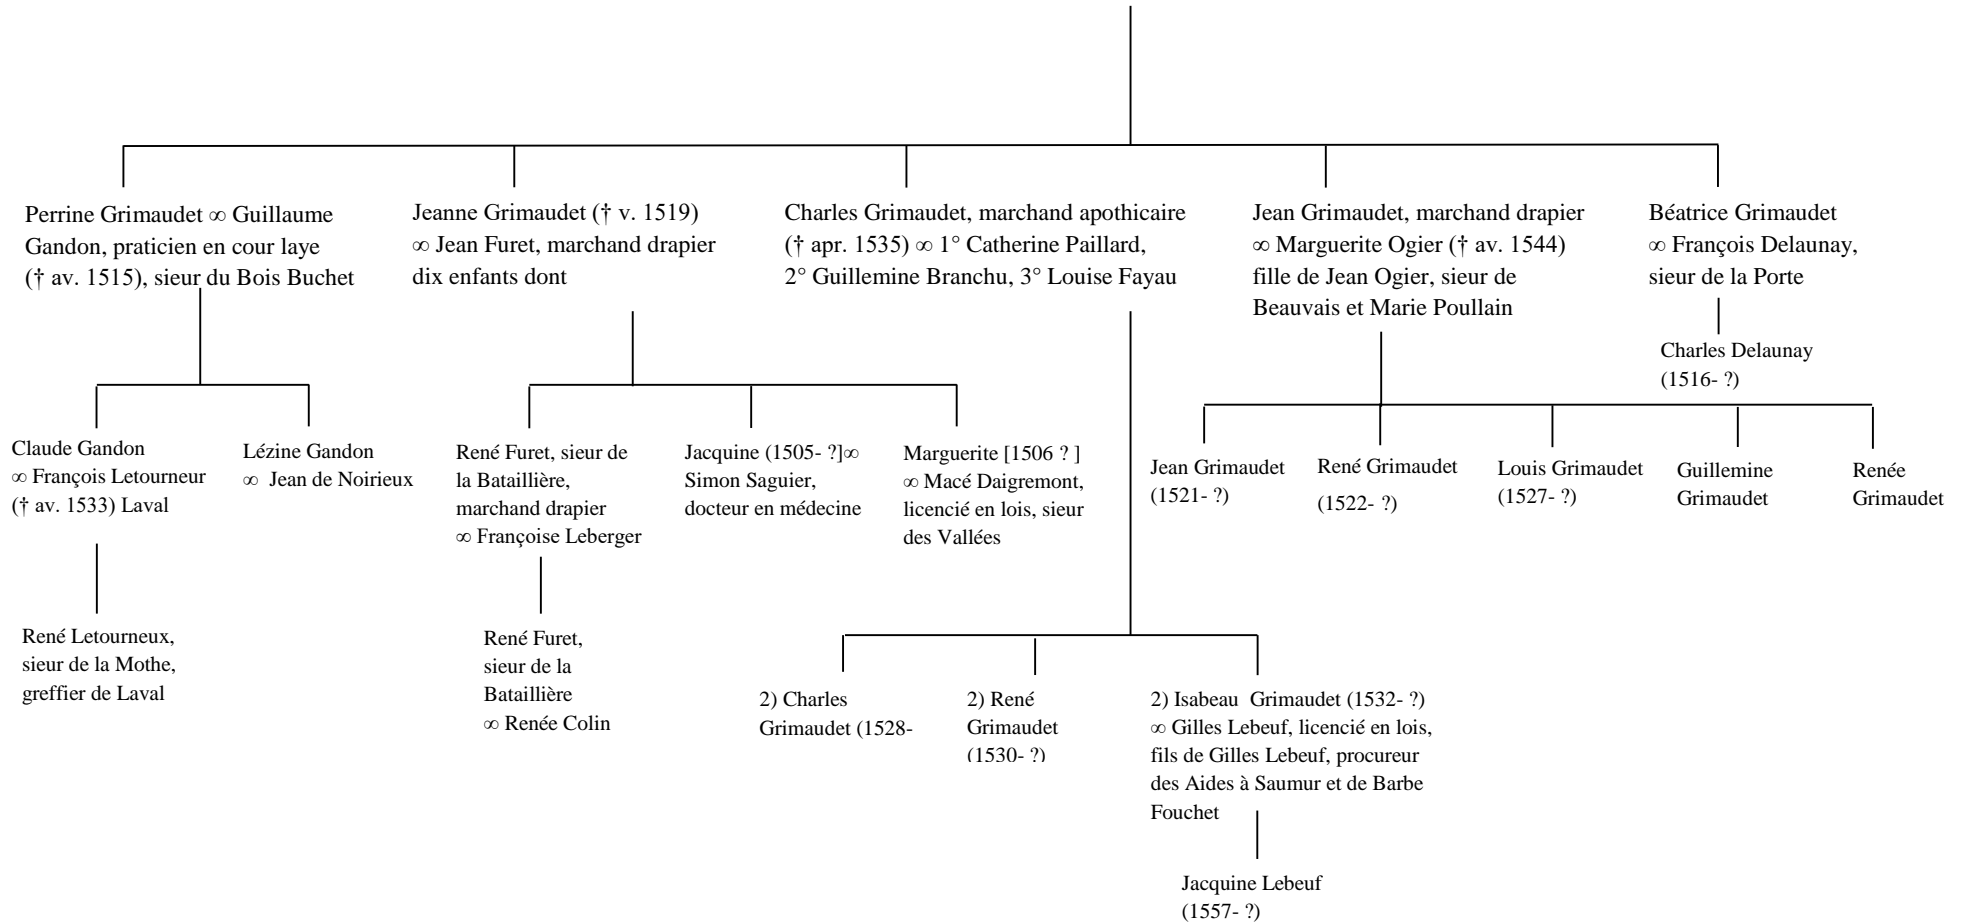 Perrine Grimaudet ∞ Guillaume
Gandon, praticien en cour laye
(† av. 1515), sieur du Bois Buchet
Jeanne Grimaudet († v. 1519)
∞ Jean Furet, marchand drapier
dix enfants dont
Charles Grimaudet, marchand apothicaire
(† apr. 1535) ∞ 1° Catherine Paillard,
2° Guillemine Branchu, 3° Louise Fayau
Jean Grimaudet, marchand drapier
∞ Marguerite Ogier († av. 1544)
fille de Jean Ogier, sieur de
Beauvais et Marie Poullain
Béatrice Grimaudet
∞ François Delaunay,
sieur de la Porte
Charles Delaunay
(1516- ?)
Claude Gandon
∞ François Letourneur
(† av. 1533) Laval
Lézine Gandon
∞ Jean de Noirieux
René Furet, sieur de
la Bataillière,
marchand drapier
∞ Françoise Leberger
Jacquine (1505- ?]∞
Simon Saguier,
docteur en médecine
Marguerite [1506 ? ]
∞ Macé Daigremont,
licencié en lois, sieur
des Vallées
Jean Grimaudet
(1521- ?)
René Grimaudet
(1522- ?)
Louis Grimaudet
(1527- ?)
Guillemine
Grimaudet
Renée
Grimaudet
René Letourneux,
sieur de la Mothe,
greffier de Laval
René Furet,
sieur de la
Bataillière
∞ Renée Colin
2) Charles
Grimaudet (1528-
2) René
Grimaudet
(1530- ?)
2) Isabeau Grimaudet (1532- ?)
∞ Gilles Lebeuf, licencié en lois,
fils de Gilles Lebeuf, procureur
des Aides à Saumur et de Barbe
Fouchet
Jacquine Lebeuf
(1557- ?)